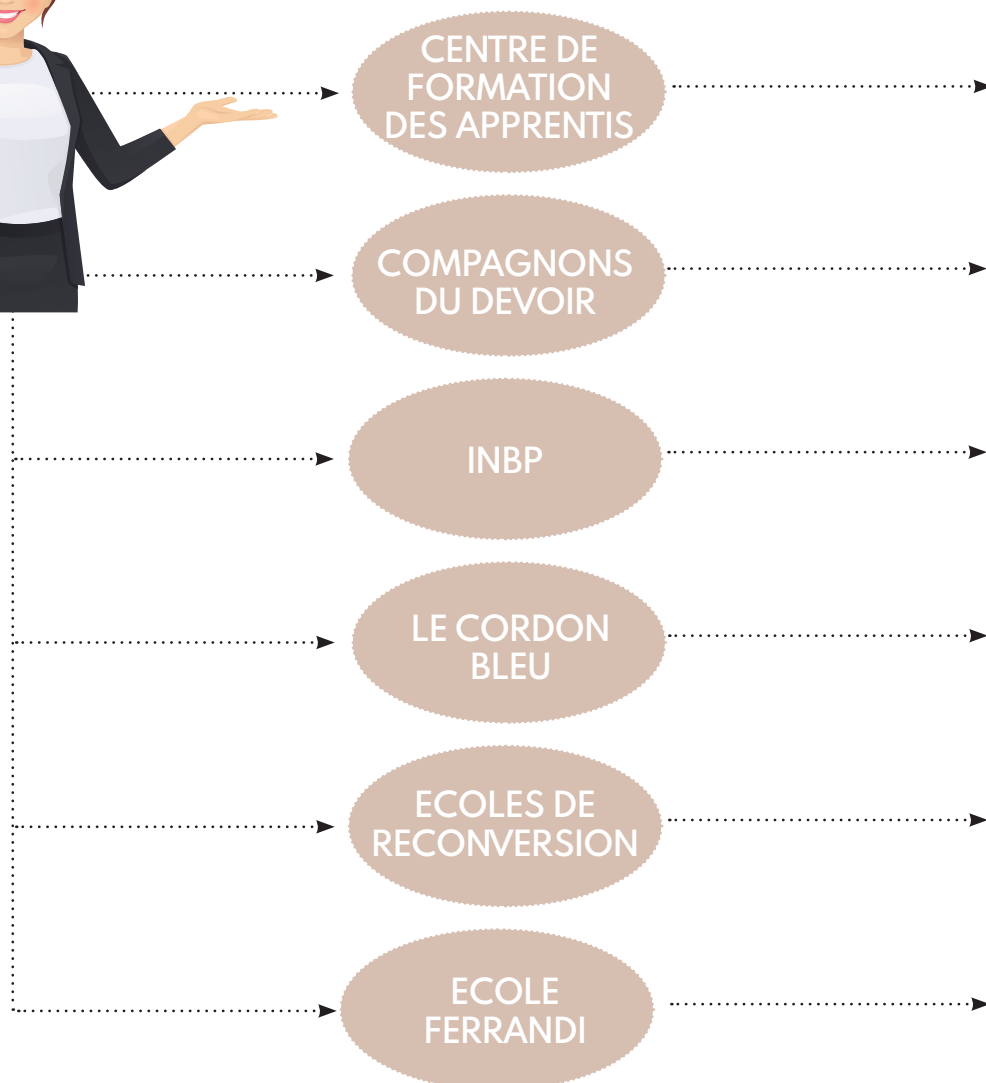 CENTRE DE
FORMATION
DES APPRENTIS
COMPAGNONS
DU DEVOIR
INBP
LE CORDON
BLEU
ECOLES DE
RECONVERSION
ECOLE
FERRANDI